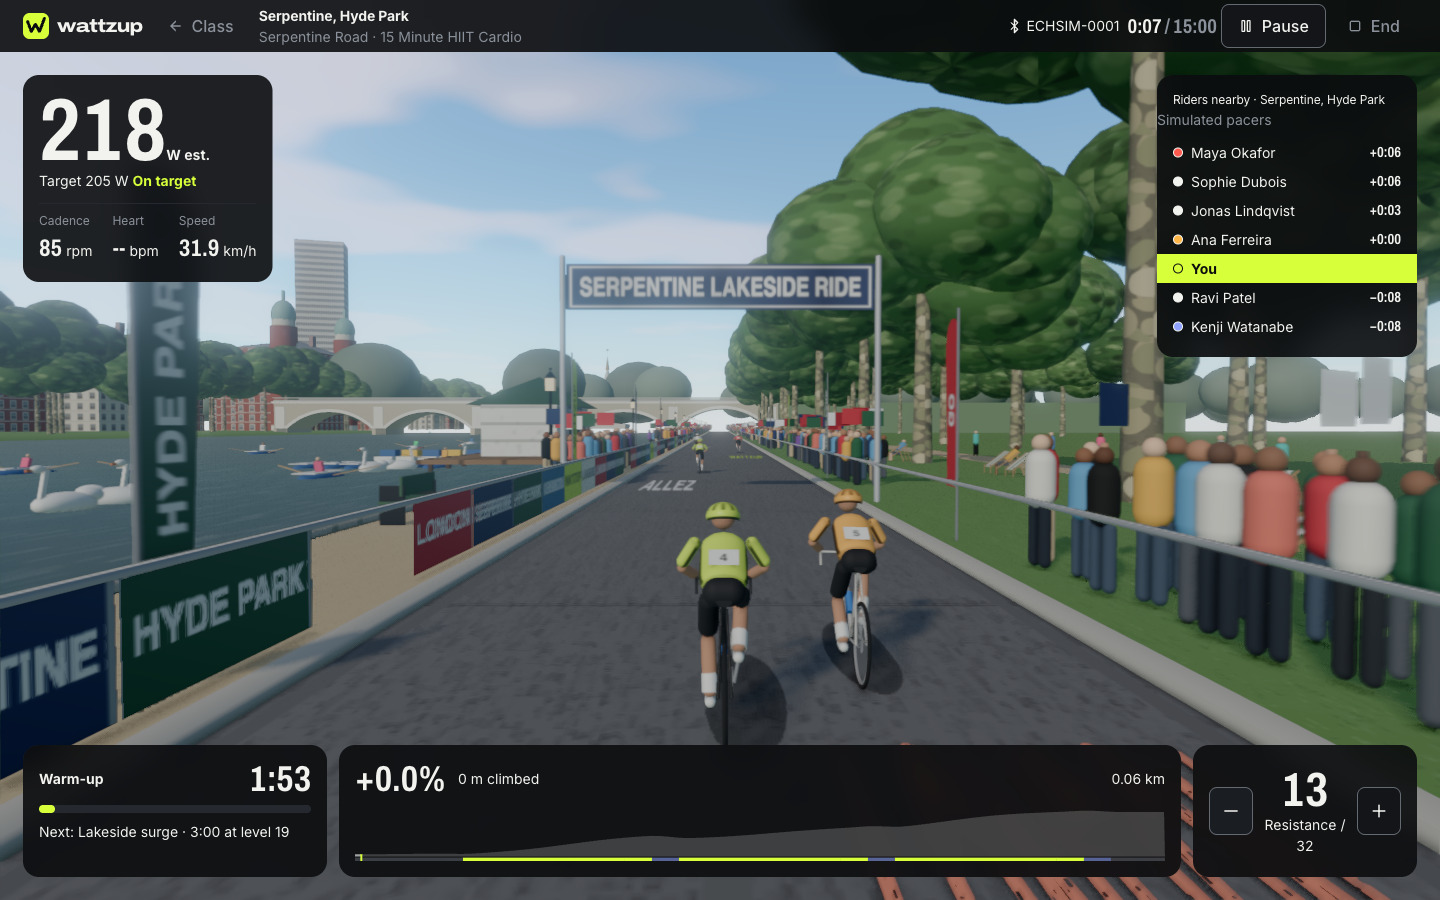 wattzup
Class
Serpentine, Hyde Park
Serpentine Road · 15 Minute HIIT Cardio
ECHSIM-0001 0:07 / 15:00
Pause
End
218 W est.
Target 205 W On target
Cadence Heart Speed
85 rpm -- bpm 31.9 km/h
Riders nearby · Serpentine, Hyde Park
Simulated pacers
Maya Okafor +0:06
Sophie Dubois +0:06
Jonas Lindqvist +0:03
Ana Ferreira +0:00
You
Ravi Patel −0:08
Kenji Watanabe −0:08
SERPENTINE LAKESIDE RIDE
HYDE PAR
ALLEZ
LONDON
SERPENTINE
HYDE PARK
TINE
4
5
Warm-up 1:53
Next: Lakeside surge · 3:00 at level 19
+0.0% 0 m climbed 0.06 km
−
13
+
Resistance /
32